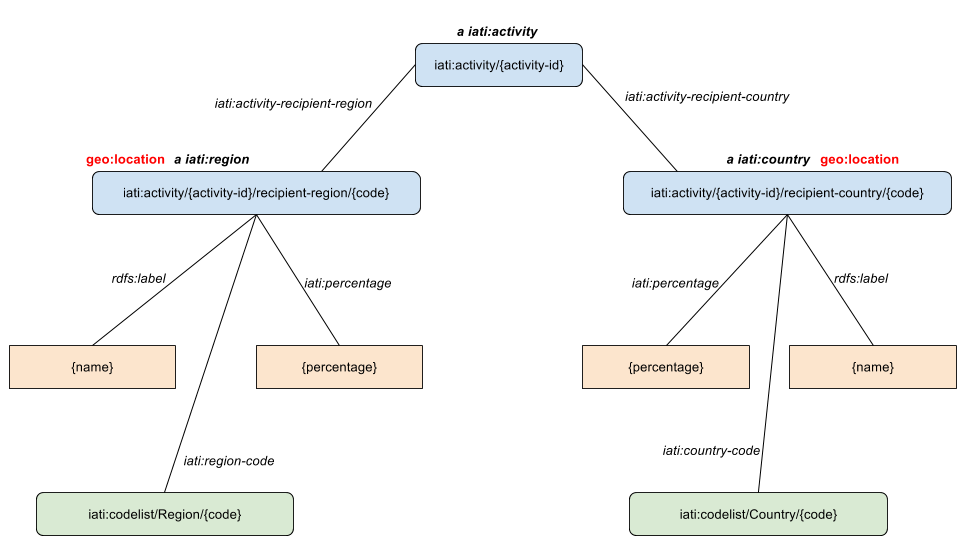 a iati:activity
iati:activity/{activity-id}
iati:activity-recipient-region
iati:activity-recipient-country
geo:location a iati:region
a iati:country geo:location
iati:activity/{activity-id}/recipient-region/{code}
iati:activity/{activity-id}/recipient-country/{code}
rdfs:label
iati:percentage
iati:percentage
rdfs:label
{name}
{percentage}
{percentage}
{name}
iati:region-code
iati:country-code
iati:codelist/Region/{code}
iati:codelist/Country/{code}